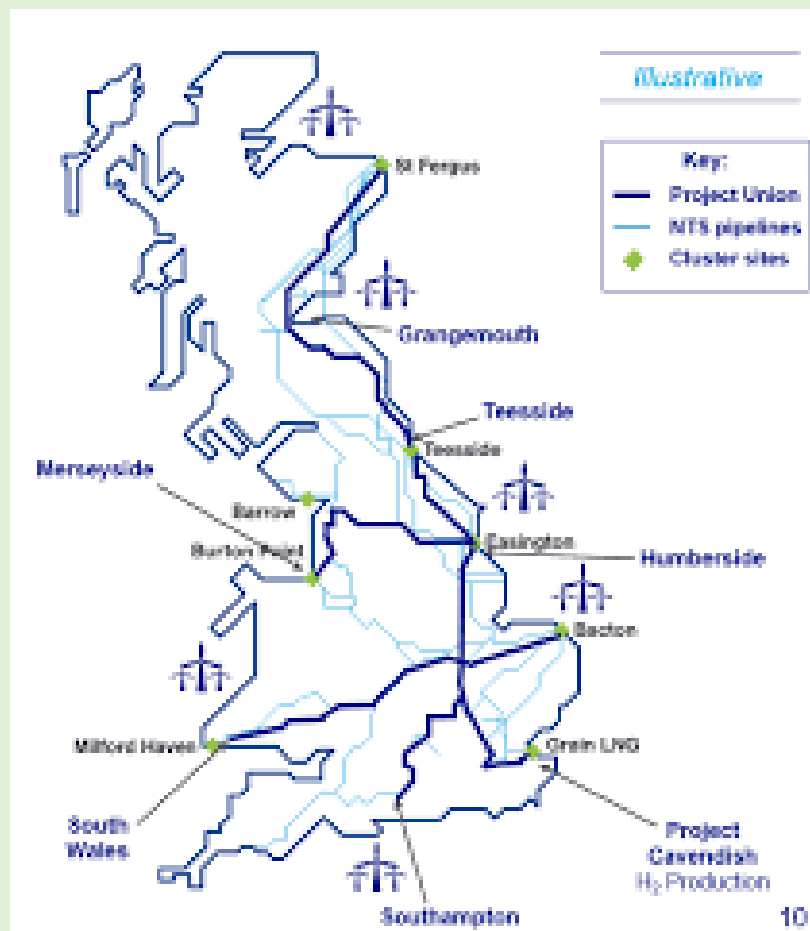 illustrative
Key:
Project Union
NTS pipelines
Cluster sites
St Fergus
Grangemouth
Teesside
Teesside
Merseyside
Barrow
Easington
Burton Point
Humberside
Bacton
Milford Haven
Grain LNG
South
Wales
Project
Cavendish
H₂ Production
Southampton
10